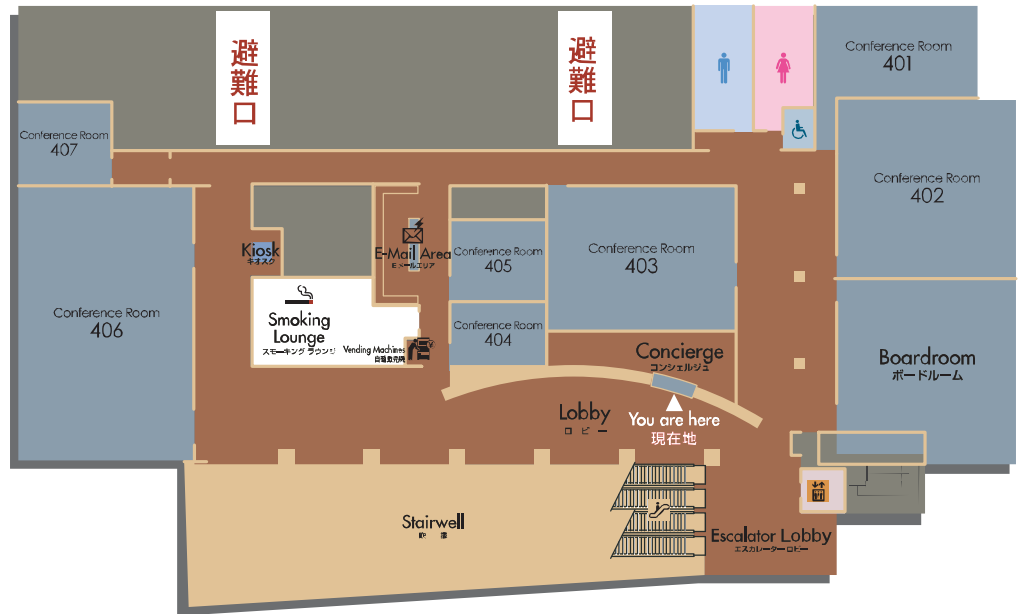 避難口
避難口
Conference Room
401
Conference Room
407
Conference Room
402
Kiosk
キオスク
E-Mail Area
Eメールエリア
Conference Room
405
Conference Room
403
Conference Room
406
Smoking
Lounge
スモーキング ラウンジ
Vending Machines
自動販売機
Conference Room
404
Concierge
コンシェルジュ
Boardroom
ボードルーム
Lobby
ロビー
You are here
現在地
Stairwell
Escalator Lobby
エスカレーターロビー